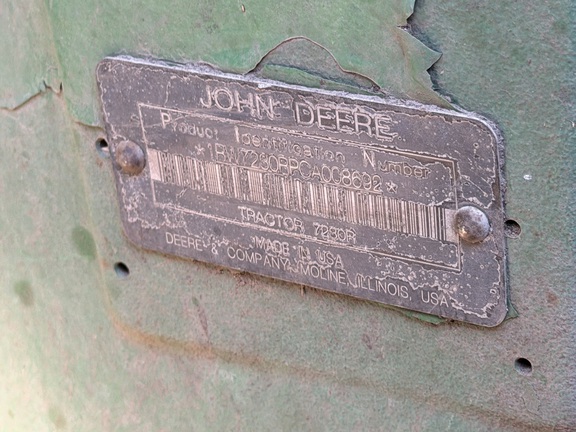 JOHN DEERE
Product Identification Number
*1RW7230RPCA008692*
TRACTOR 7230R
MADE IN USA
DEERE & COMPANY, MOLINE, ILLINOIS, USA